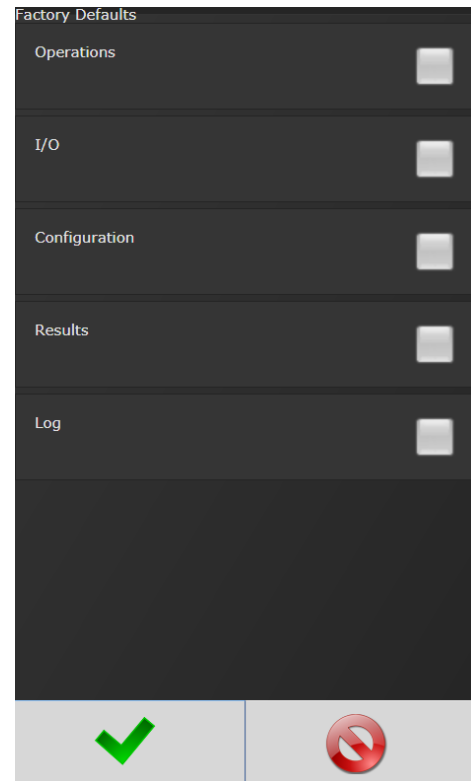 Factory Defaults
Operations
I/O
Configuration
Results
Log